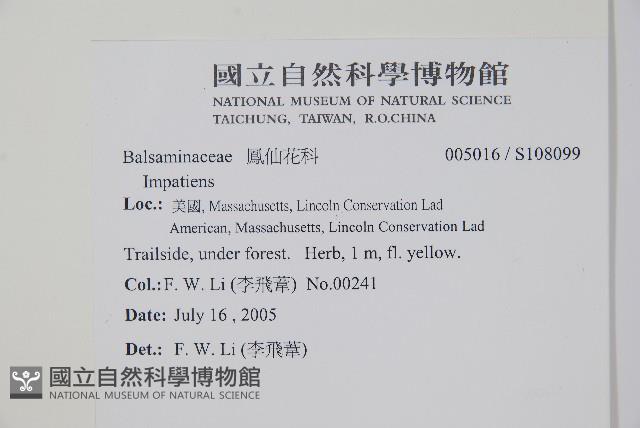 國立自然科學博物館
NATIONAL MUSEUM OF NATURAL SCIENCE
TAICHUNG, TAIWAN, R.O.CHINA
Balsaminaceae 鳳仙花科 005016 / S108099
Impatiens
Loc.: 美國, Massachusetts, Lincoln Conservation Lad
American, Massachusetts, Lincoln Conservation Lad
Trailside, under forest. Herb, 1 m, fl. yellow.
Col.: F. W. Li (李飛葦) No.00241
Date: July 16 , 2005
Det.: F. W. Li (李飛葦)
國立自然科學博物館
NATIONAL MUSEUM OF NATURAL SCIENCE